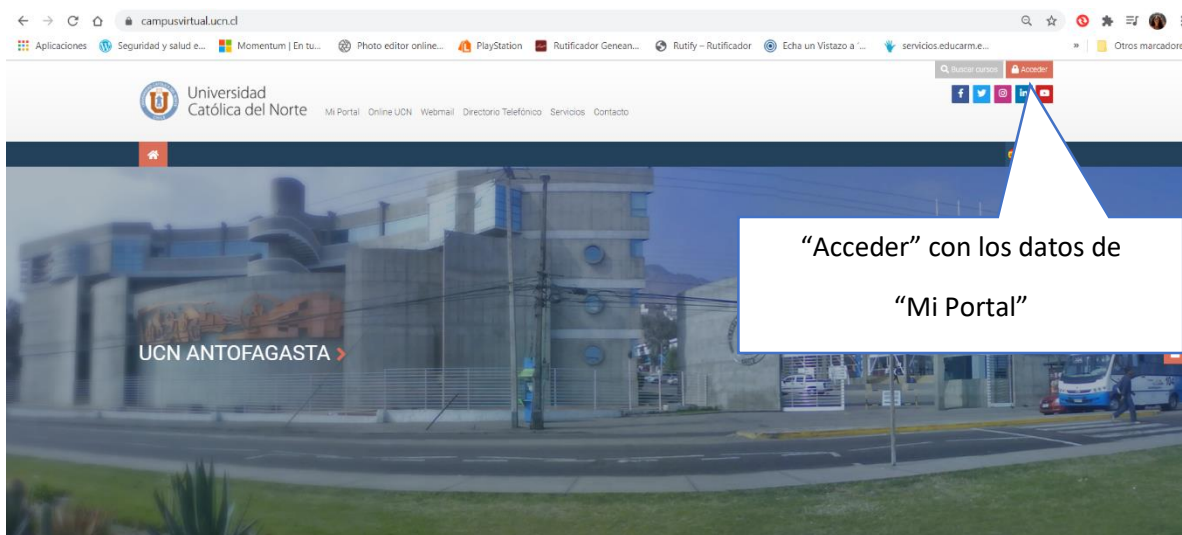 campusvirtual.ucn.cl
Aplicaciones Seguridad y salud e... Momentum | En tu... Photo editor online... PlayStation Rutificador Genean... Rutify – Rutificador Echa un Vistazo a '... servicios.educarm.e... » Otros marcadore
Buscar cursos Acceder
Universidad
Católica del Norte
Mi Portal Online UCN Webmail Directorio Telefónico Servicios Contacto
"Acceder" con los datos de
"Mi Portal"
UCN ANTOFAGASTA >